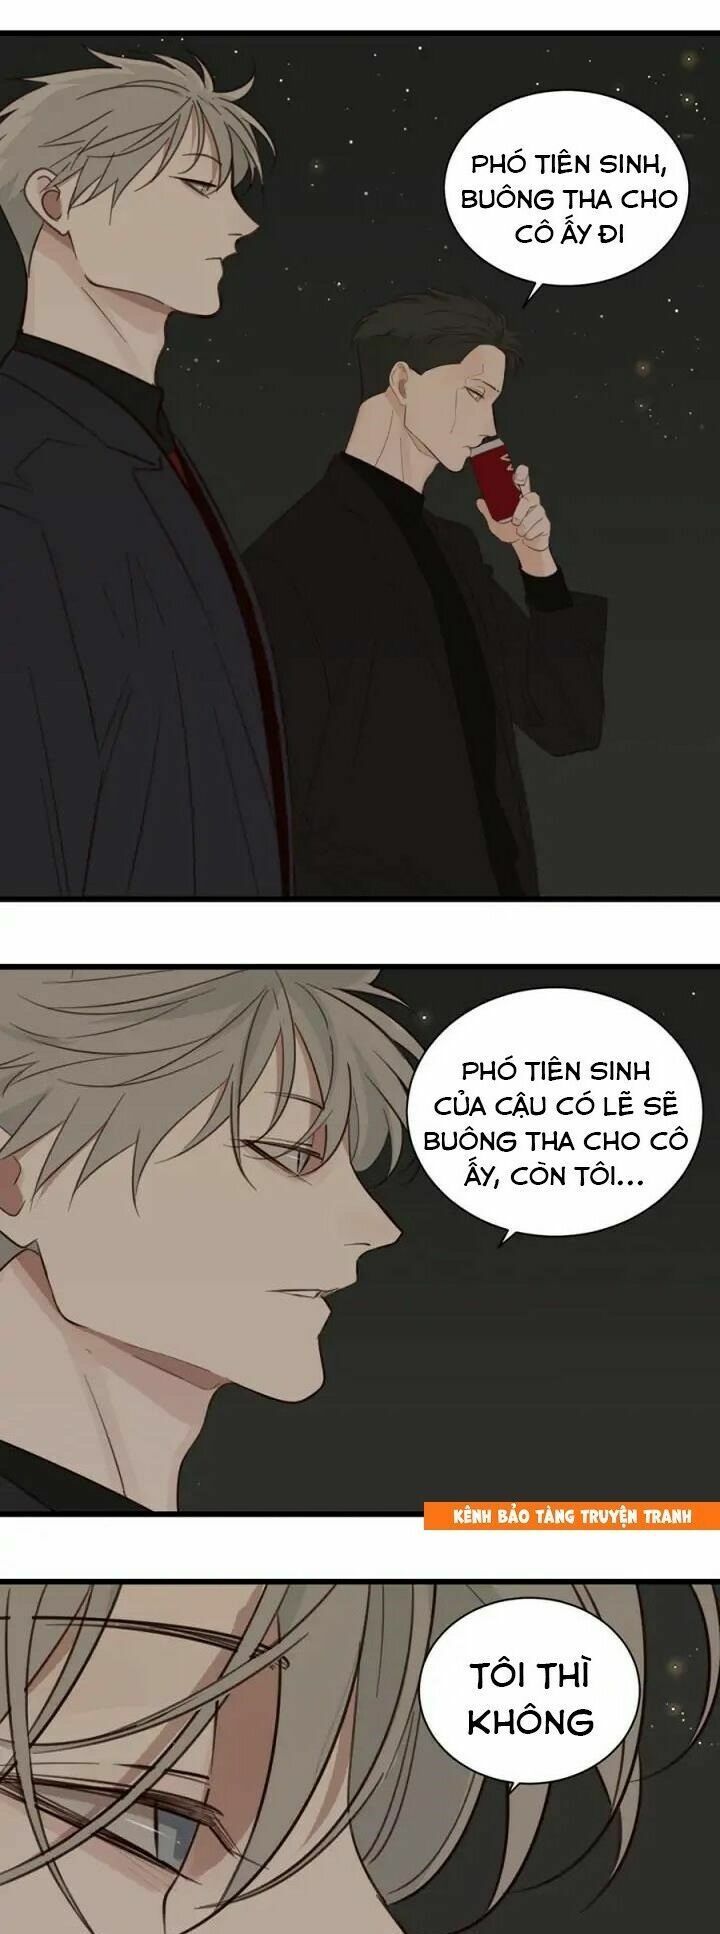 PHÓ TIÊN SINH,
BUÔNG THA CHO
CÔ ẤY ĐI
PHÓ TIÊN SINH
CỦA CẬU CÓ LẼ SẼ
BUÔNG THA CHO CÔ
ẤY, CÒN TÔI...
KÊNH BẢO TÀNG TRUYỆN TRANH
TÔI THÌ
KHÔNG